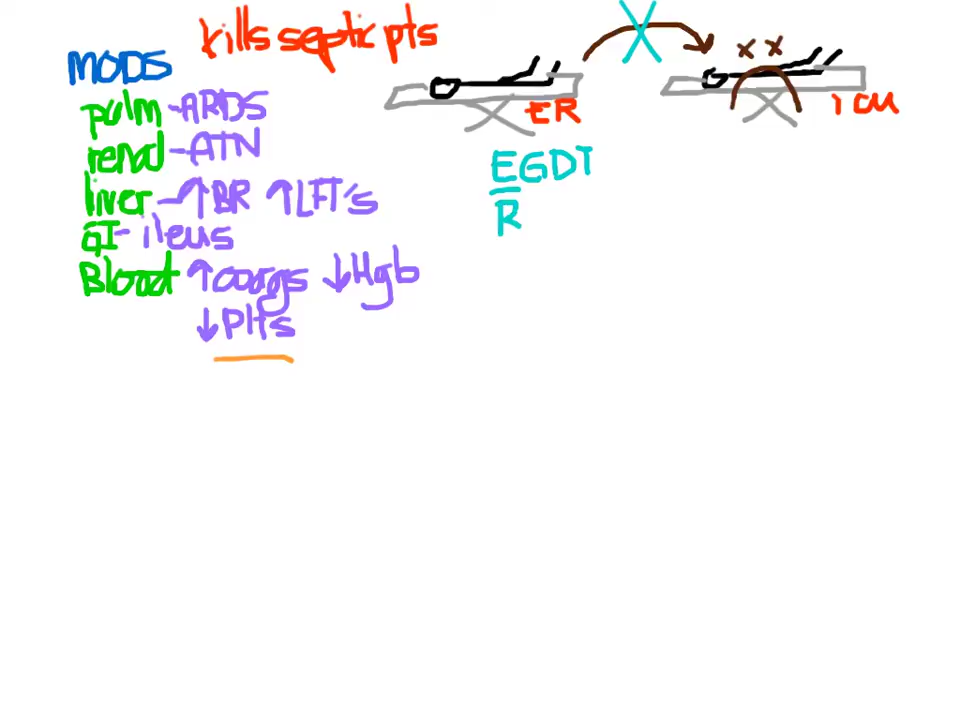 kills septic pts
MODS
pulm - ARDS
renal - ATN
liver - ↑BR ↑LFT's
GI - ileus
Blood ↑coags ↓Hgb
↓Plts
ER
ICU
EGDT
R